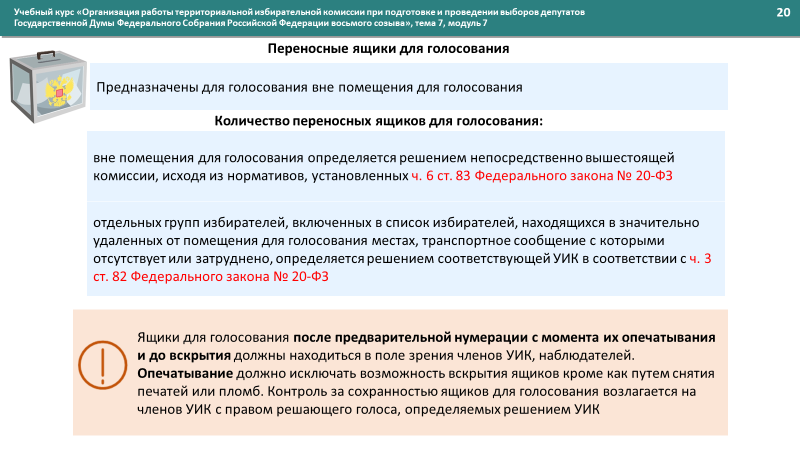 Учебный курс «Организация работы территориальной избирательной комиссии при подготовке и проведении выборов депутатов
Государственной Думы Федерального Собрания Российской Федерации восьмого созыва», тема 7, модуль 7
20
Переносные ящики для голосования
Предназначены для голосования вне помещения для голосования
Количество переносных ящиков для голосования:
вне помещения для голосования определяется решением непосредственно вышестоящей
комиссии, исходя из нормативов, установленных ч. 6 ст. 83 Федерального закона № 20-ФЗ
отдельных групп избирателей, включенных в список избирателей, находящихся в значительно
удаленных от помещения для голосования местах, транспортное сообщение с которыми
отсутствует или затруднено, определяется решением соответствующей УИК в соответствии с ч. 3
ст. 82 Федерального закона № 20-ФЗ
Ящики для голосования после предварительной нумерации с момента их опечатывания
и до вскрытия должны находиться в поле зрения членов УИК, наблюдателей.
Опечатывание должно исключать возможность вскрытия ящиков кроме как путем снятия
печатей или пломб. Контроль за сохранностью ящиков для голосования возлагается на
членов УИК с правом решающего голоса, определяемых решением УИК